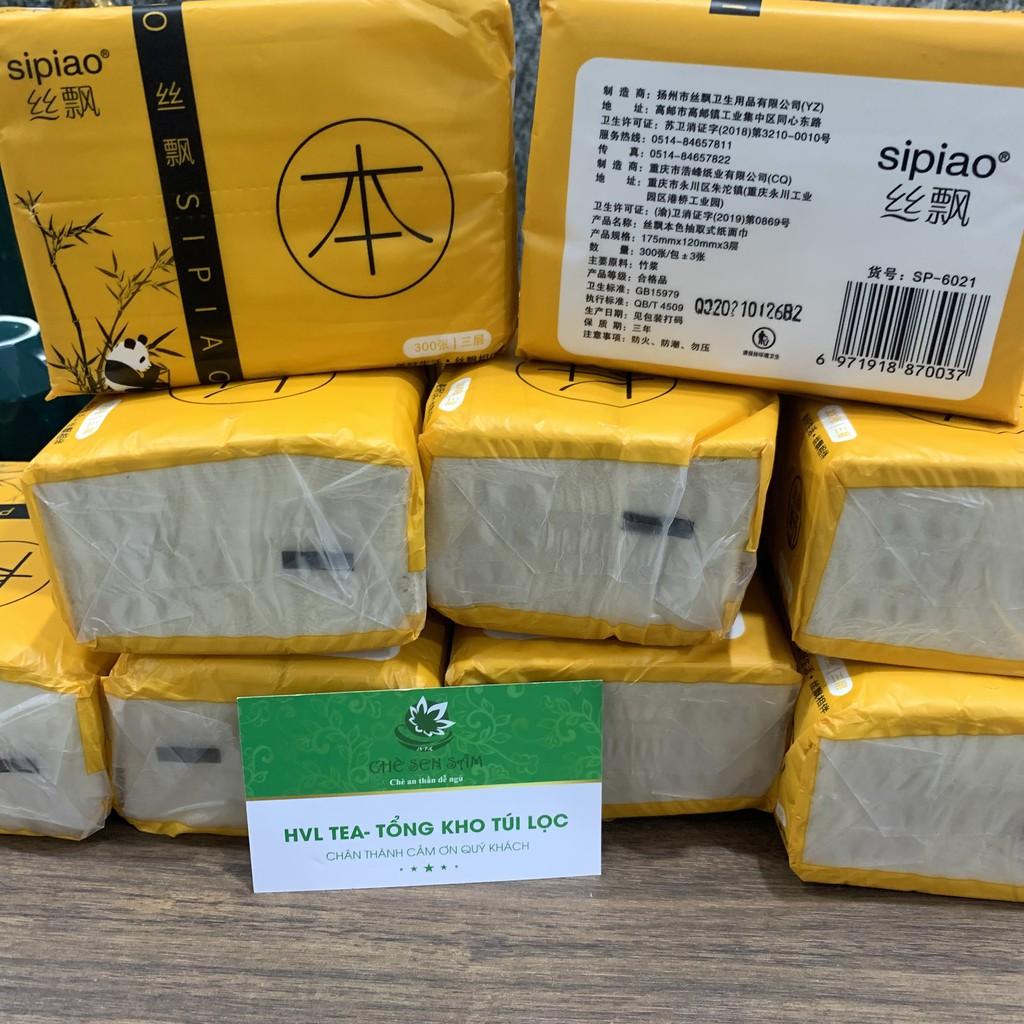 sipiao®
丝飘
丝飘 SIPIAO
本
300张 | 三层
制 造 商：扬州市丝飘卫生用品有限公司(YZ)
地 址：高邮市高邮镇工业集中区同心东路
卫生许可证：苏卫消证字(2018)第3210-0010号
服务热线：0514-84657811
传 真：0514-84657822
制 造 商：重庆市浩峰纸业有限公司(CQ)
地 址：重庆市永川区朱沱镇(重庆永川工业
园区港桥工业园)
卫生许可证：(渝)卫消证字(2019)第0869号
产品名称：丝飘本色抽取式纸面巾
产品规格：175mmx120mmx3层
数 量：300张/包±3张
主要原料：竹浆
产品等级：合格品
卫生标准：GB15979
执行标准：QB/T 4509
生产日期：见包装打码
保 质 期：三年
注意事项：防火、防潮、勿压
请保持环境卫生
sipiao®
丝飘
货号：SP-6021
6 971918 870037
HVL
CHÈ SEN SÂM
Chè an thần dễ ngủ
HVL TEA- TỔNG KHO TÚI LỌC
CHÂN THÀNH CẢM ƠN QUÝ KHÁCH